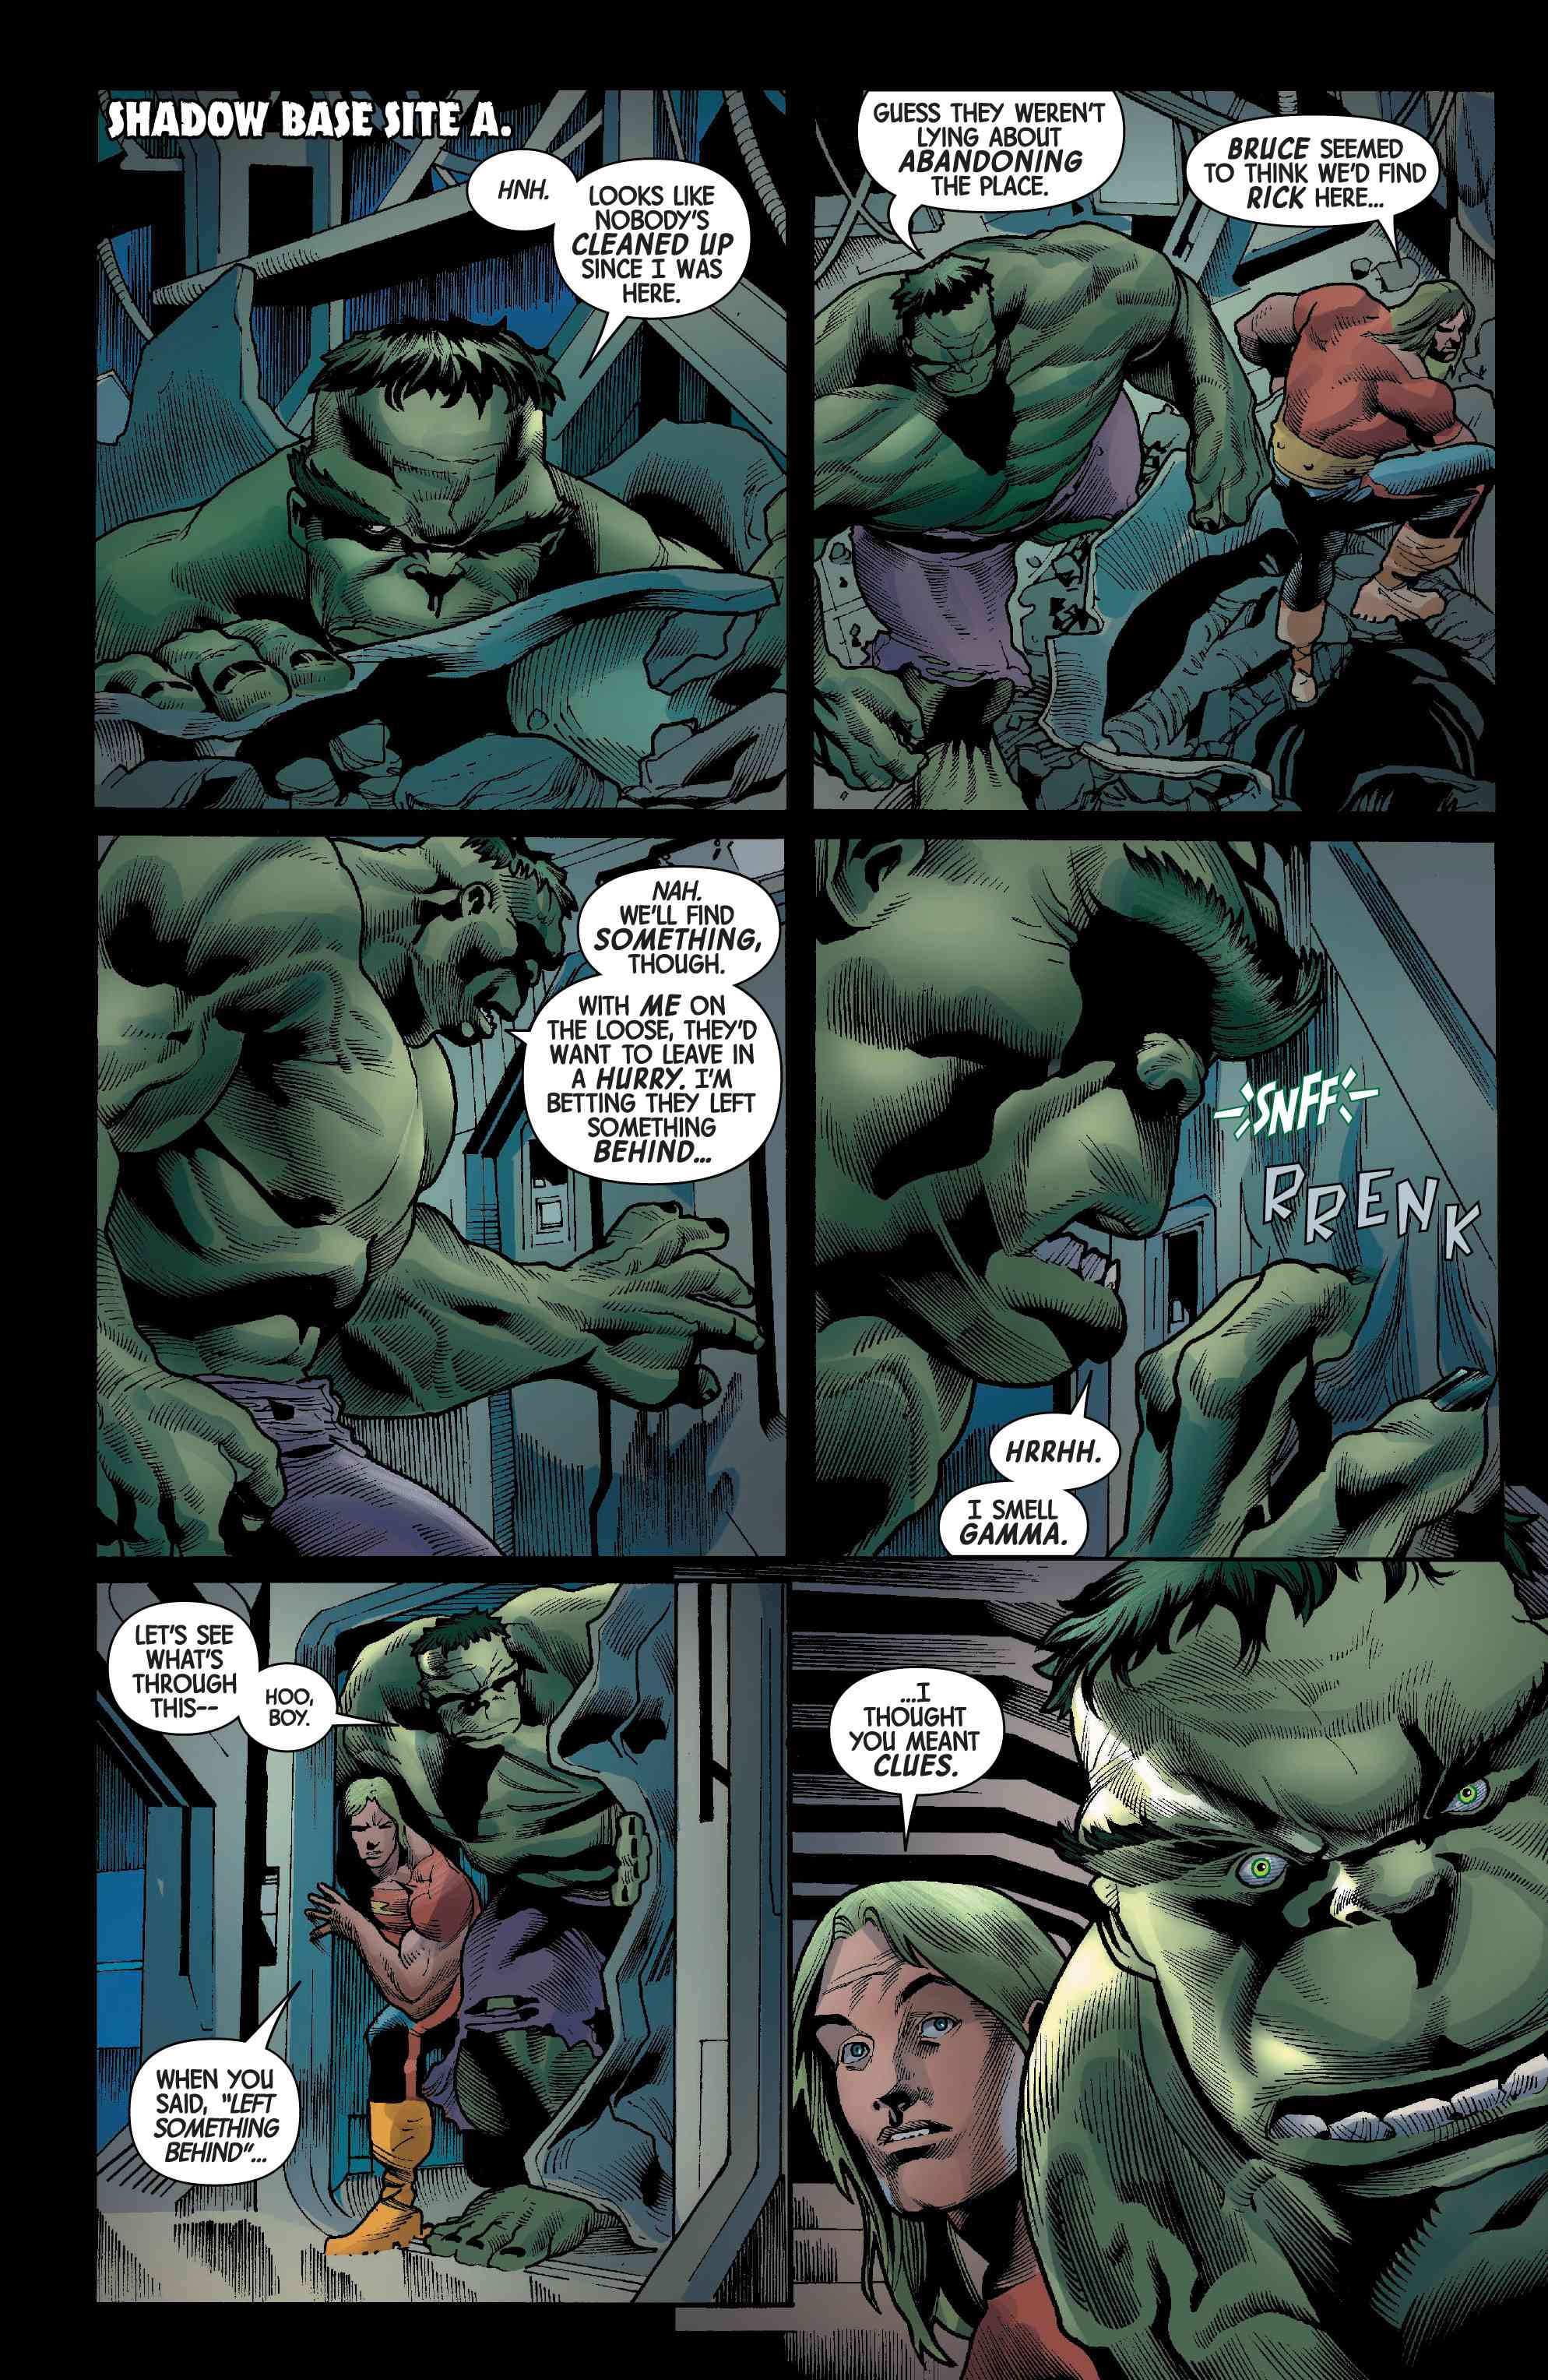 SHADOW BASE SITE A.
HNH.
LOOKS LIKE
NOBODY'S
CLEANED UP
SINCE I WAS
HERE.
GUESS THEY WEREN'T
LYING ABOUT
ABANDONING
THE PLACE.
BRUCE SEEMED
TO THINK WE'D FIND
RICK HERE...
NAH.
WE'LL FIND
SOMETHING,
THOUGH.
WITH ME ON
THE LOOSE, THEY'D
WANT TO LEAVE IN
A HURRY. I'M
BETTING THEY LEFT
SOMETHING
BEHIND...
SNFF
RRENK
HRRHH.
I SMELL
GAMMA.
LET'S SEE
WHAT'S
THROUGH
THIS--
HOO,
BOY.
WHEN YOU
SAID, "LEFT
SOMETHING
BEHIND"...
...I
THOUGHT
YOU MEANT
CLUES.